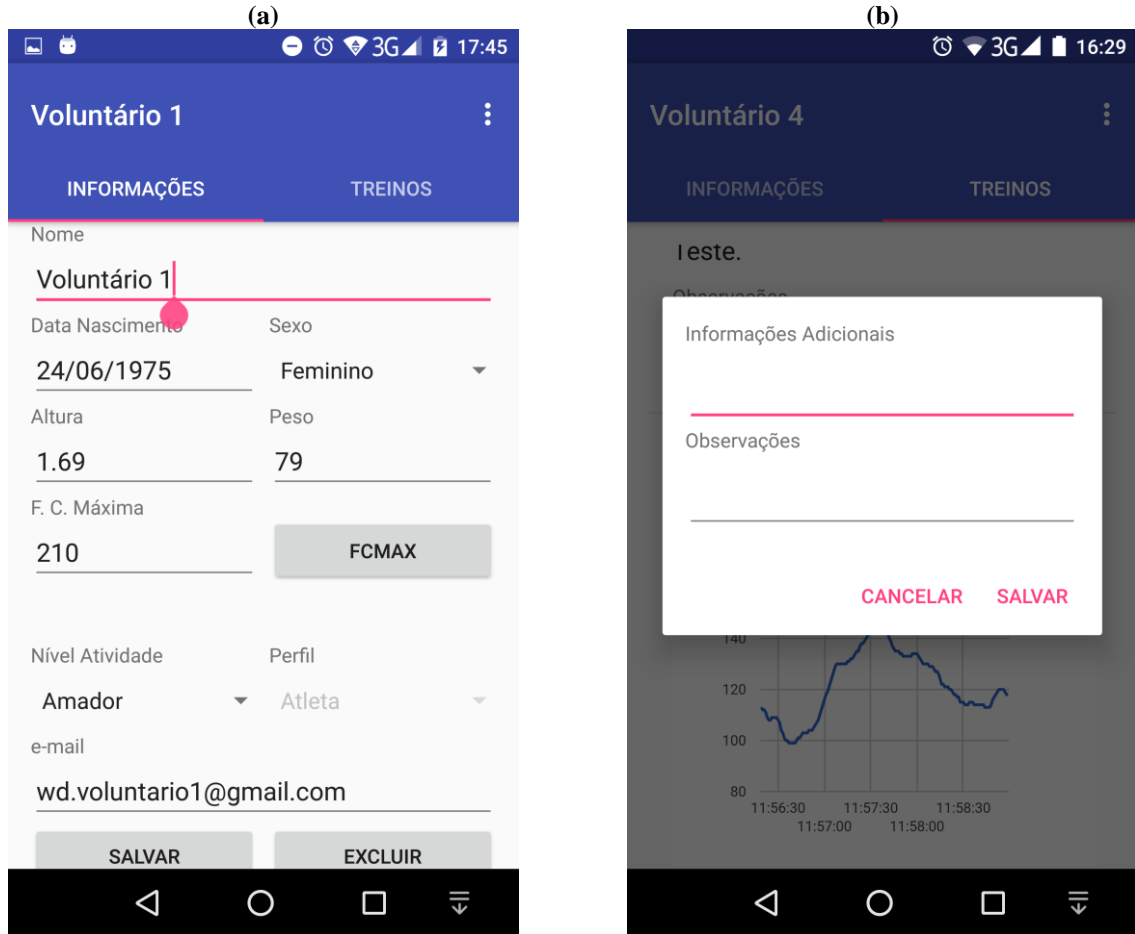 (a)
3G 17:45
Voluntário 1
INFORMAÇÕES TREINOS
Nome
Voluntário 1
Data Nascimento Sexo
24/06/1975 Feminino
Altura Peso
1.69 79
F. C. Máxima
210 FCMAX
Nível Atividade Perfil
Amador Atleta
e-mail
wd.voluntario1@gmail.com
SALVAR EXCLUIR
(b)
3G 16:29
Voluntário 4
INFORMAÇÕES TREINOS
Teste.
Observações
Informações Adicionais
Observações
CANCELAR SALVAR
140
120
100
80
11:56:30 11:57:30 11:58:30
11:57:00 11:58:00